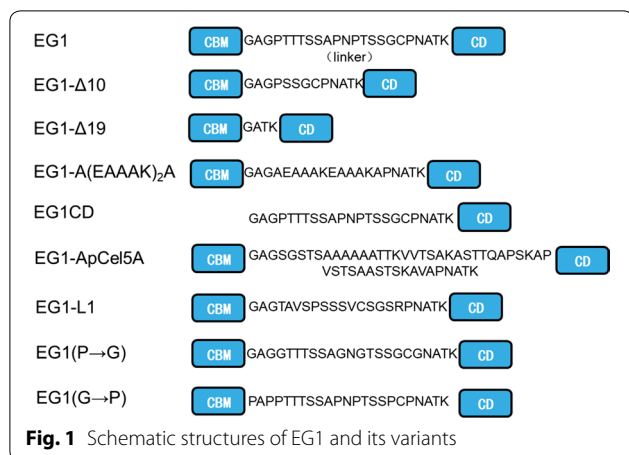 EG1 CBM GAGPTTTSSAPNPTSSGCPNATK CD
(linker)
EG1-Δ10 CBM GAGPSSGCPNATK CD
EG1-Δ19 CBM GATK CD
EG1-A(EAAAK)₂A CBM GAGAEAAAKEAAAKAPNATK CD
EG1CD GAGPTTTSSAPNPTSSGCPNATK CD
EG1-ApCel5A CBM GAGSGSTSAAAAAATTKVVTSAKASTTQAPSKAP CD
VSTSAASTSKAVAPNATK
EG1-L1 CBM GAGTAVSPSSSVCSGSRPNATK CD
EG1(P→G) CBM GAGGTTTSSAGNGTSSGCGNATK CD
EG1(G→P) CBM PAPPTTTSSAPNPTSSPCPNATK CD
Fig. 1 Schematic structures of EG1 and its variants